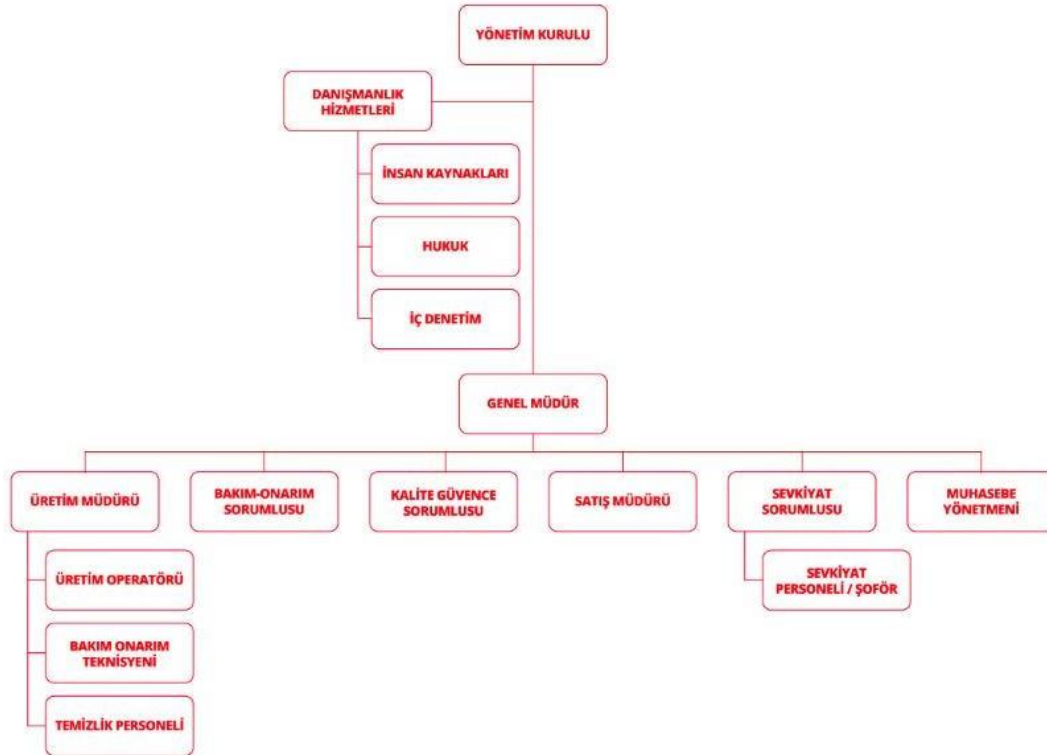 YÖNETİM KURULU
DANIŞMANLIK
HİZMETLERİ
İNSAN KAYNAKLARI
HUKUK
İÇ DENETİM
GENEL MÜDÜR
ÜRETİM MÜDÜRÜ
BAKIM-ONARIM
SORUMLUSU
KALİTE GÜVENCE
SORUMLUSU
SATIŞ MÜDÜRÜ
SEVKİYAT
SORUMLUSU
MUHASEBE
YÖNETMENİ
ÜRETİM OPERATÖRÜ
SEVKİYAT
PERSONELİ / ŞOFÖR
BAKIM ONARIM
TEKNİSYENİ
TEMİZLİK PERSONELİ